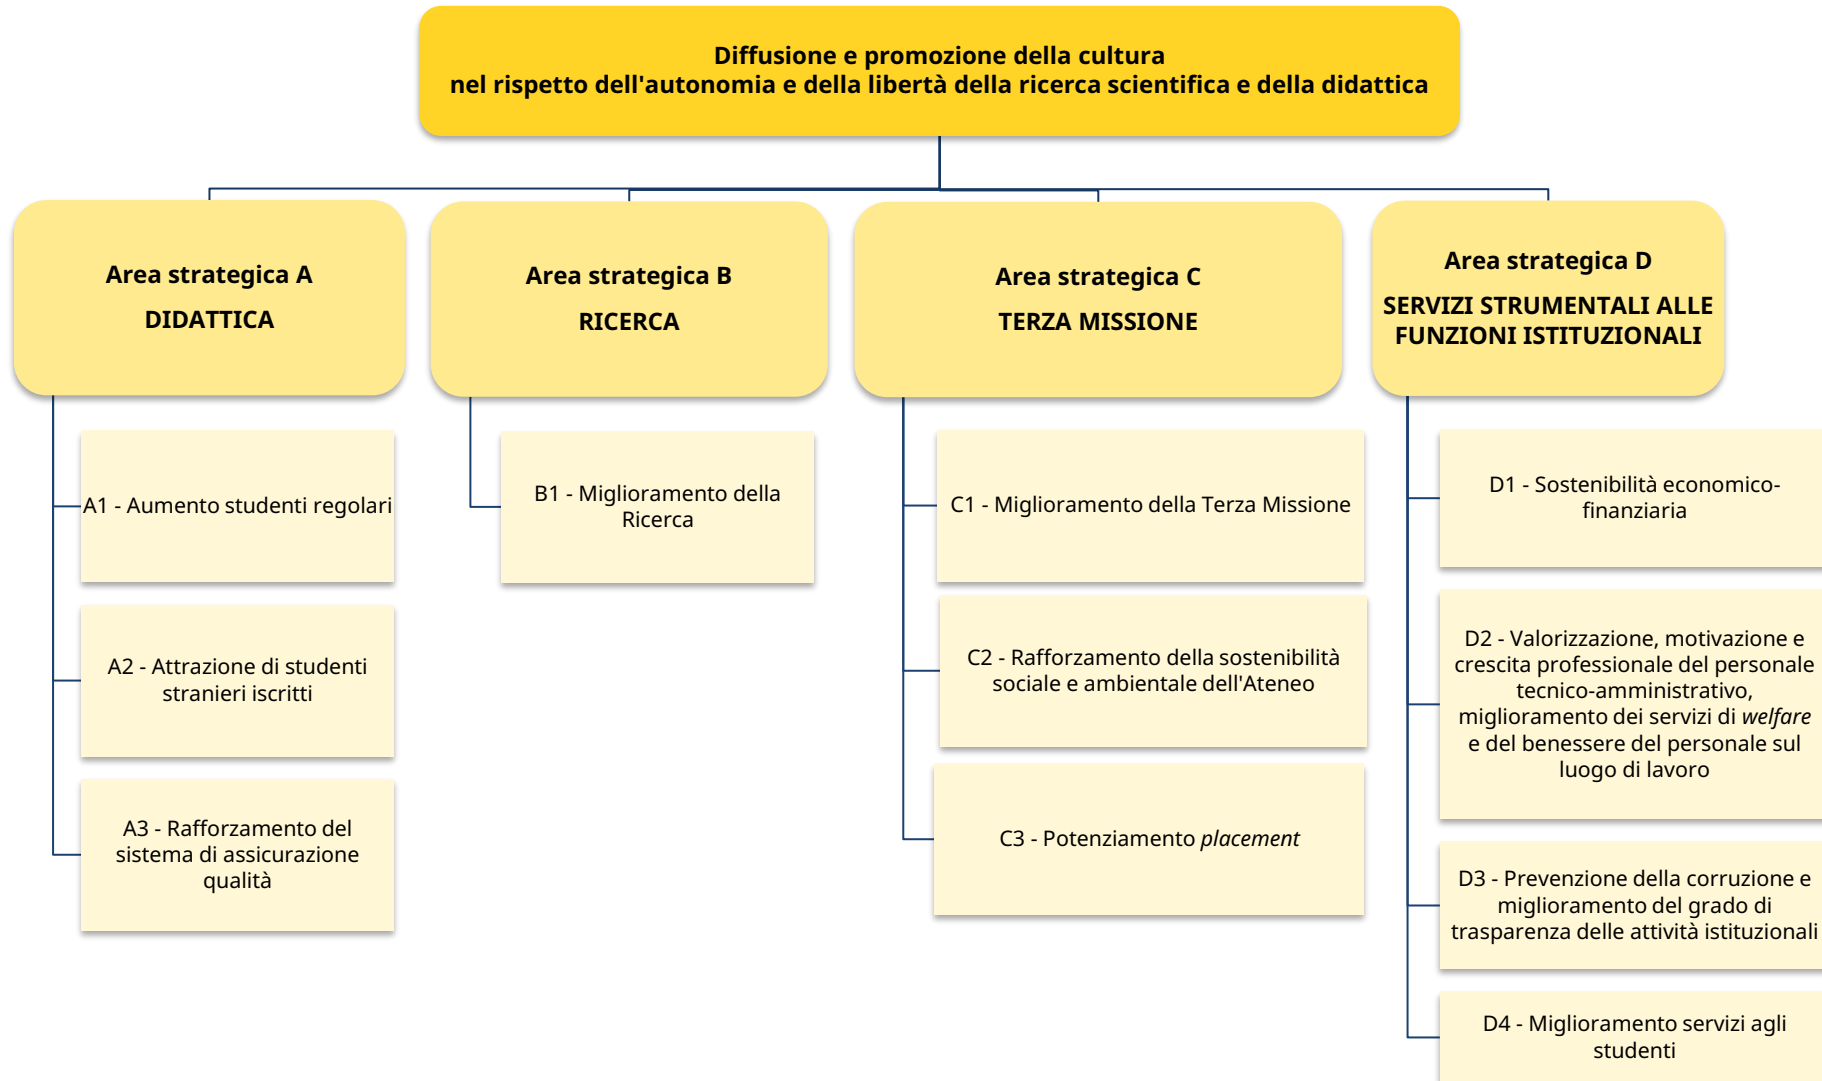 Diffusione e promozione della cultura
nel rispetto dell'autonomia e della libertà della ricerca scientifica e della didattica
Area strategica A
DIDATTICA
A1 - Aumento studenti regolari
A2 - Attrazione di studenti
stranieri iscritti
A3 - Rafforzamento del
sistema di assicurazione
qualità
Area strategica B
RICERCA
B1 - Miglioramento della
Ricerca
Area strategica C
TERZA MISSIONE
C1 - Miglioramento della Terza Missione
C2 - Rafforzamento della sostenibilità
sociale e ambientale dell'Ateneo
C3 - Potenziamento placement
Area strategica D
SERVIZI STRUMENTALI ALLE
FUNZIONI ISTITUZIONALI
D1 - Sostenibilità economico-
finanziaria
D2 - Valorizzazione, motivazione e
crescita professionale del personale
tecnico-amministrativo,
miglioramento dei servizi di welfare
e del benessere del personale sul
luogo di lavoro
D3 - Prevenzione della corruzione e
miglioramento del grado di
trasparenza delle attività istituzionali
D4 - Miglioramento servizi agli
studenti